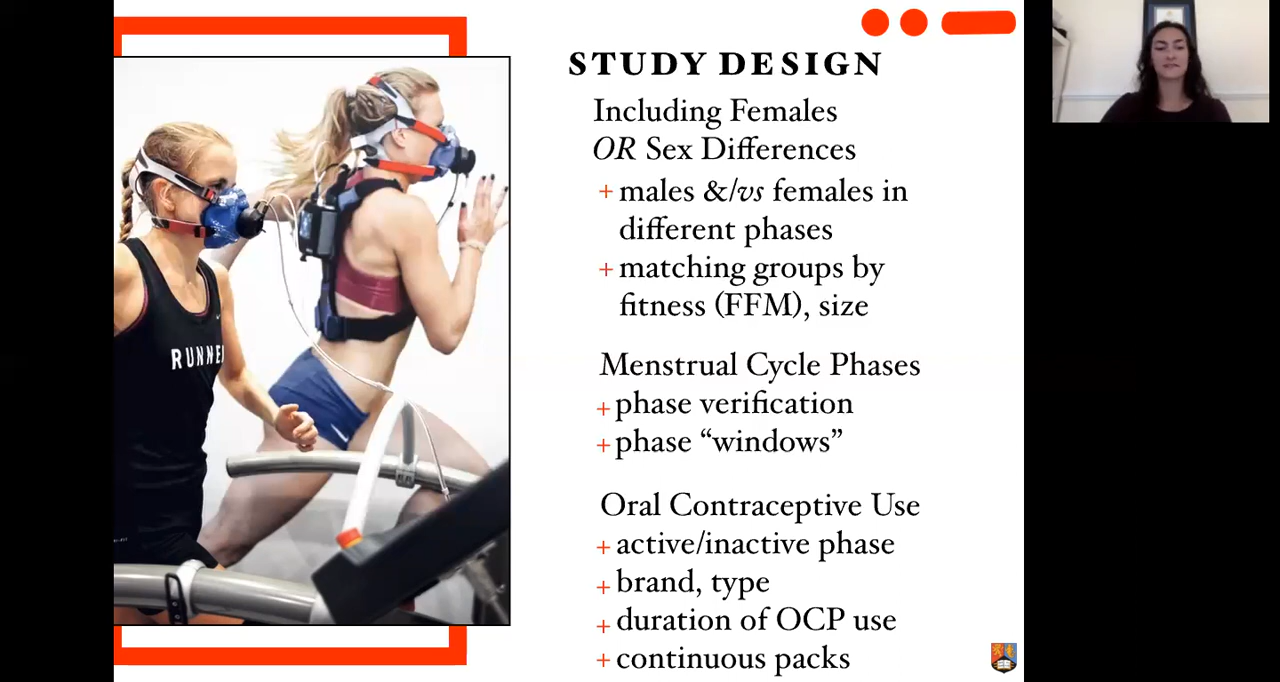 STUDY DESIGN
Including Females
OR Sex Differences
+ males &/vs females in
different phases
+ matching groups by
fitness (FFM), size
Menstrual Cycle Phases
+ phase verification
+ phase “windows”
Oral Contraceptive Use
+ active/inactive phase
+ brand, type
+ duration of OCP use
+ continuous packs